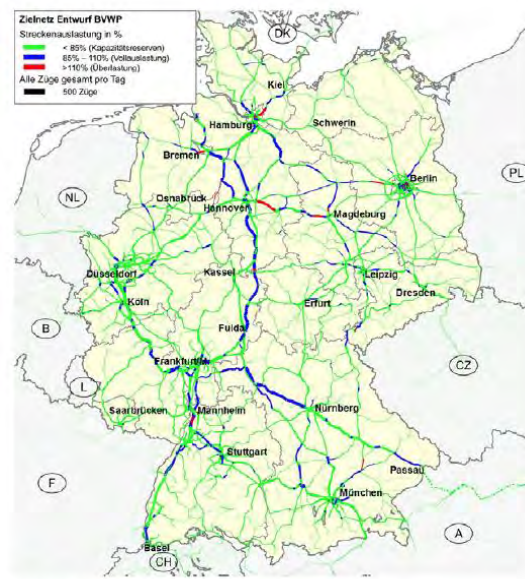 Zielnetz Entwurf BVWP
Streckenauslastung in %
< 85% (Kapazitätsreserven)
85% – 110% (Vollauslastung)
>110% (Überlastung)
Alle Züge gesamt pro Tag
500 Züge
DK
Kiel
Schwerin
Hamburg
Bremen
Berlin
PL
NL
Osnabrück
Hannover
Magdeburg
Düsseldorf
Kassel
Leipzig
Köln
Erfurt
Dresden
B
Fulda
CZ
Frankfurt/M.
L
Saarbrücken
Mannheim
Nürnberg
Stuttgart
Passau
F
München
A
Basel
CH